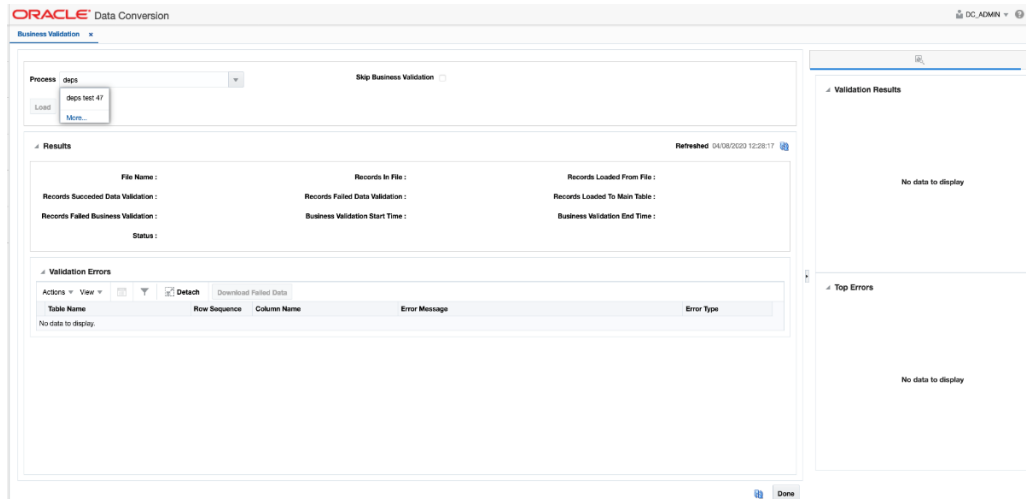 ORACLE Data Conversion
DC_ADMIN
Business Validation x
Process deps
Skip Business Validation
deps test 47
Load
More...
Results
Refreshed 04/08/2020 12:28:17
File Name :
Records In File :
Records Loaded From File :
Records Succeded Data Validation :
Records Failed Data Validation :
Records Loaded To Main Table :
Records Failed Business Validation :
Business Validation Start Time :
Business Validation End Time :
Status :
Validation Errors
Actions View Detach Download Failed Data
Table Name Row Sequence Column Name Error Message Error Type
No data to display.
Done
Validation Results
No data to display
Top Errors
No data to display